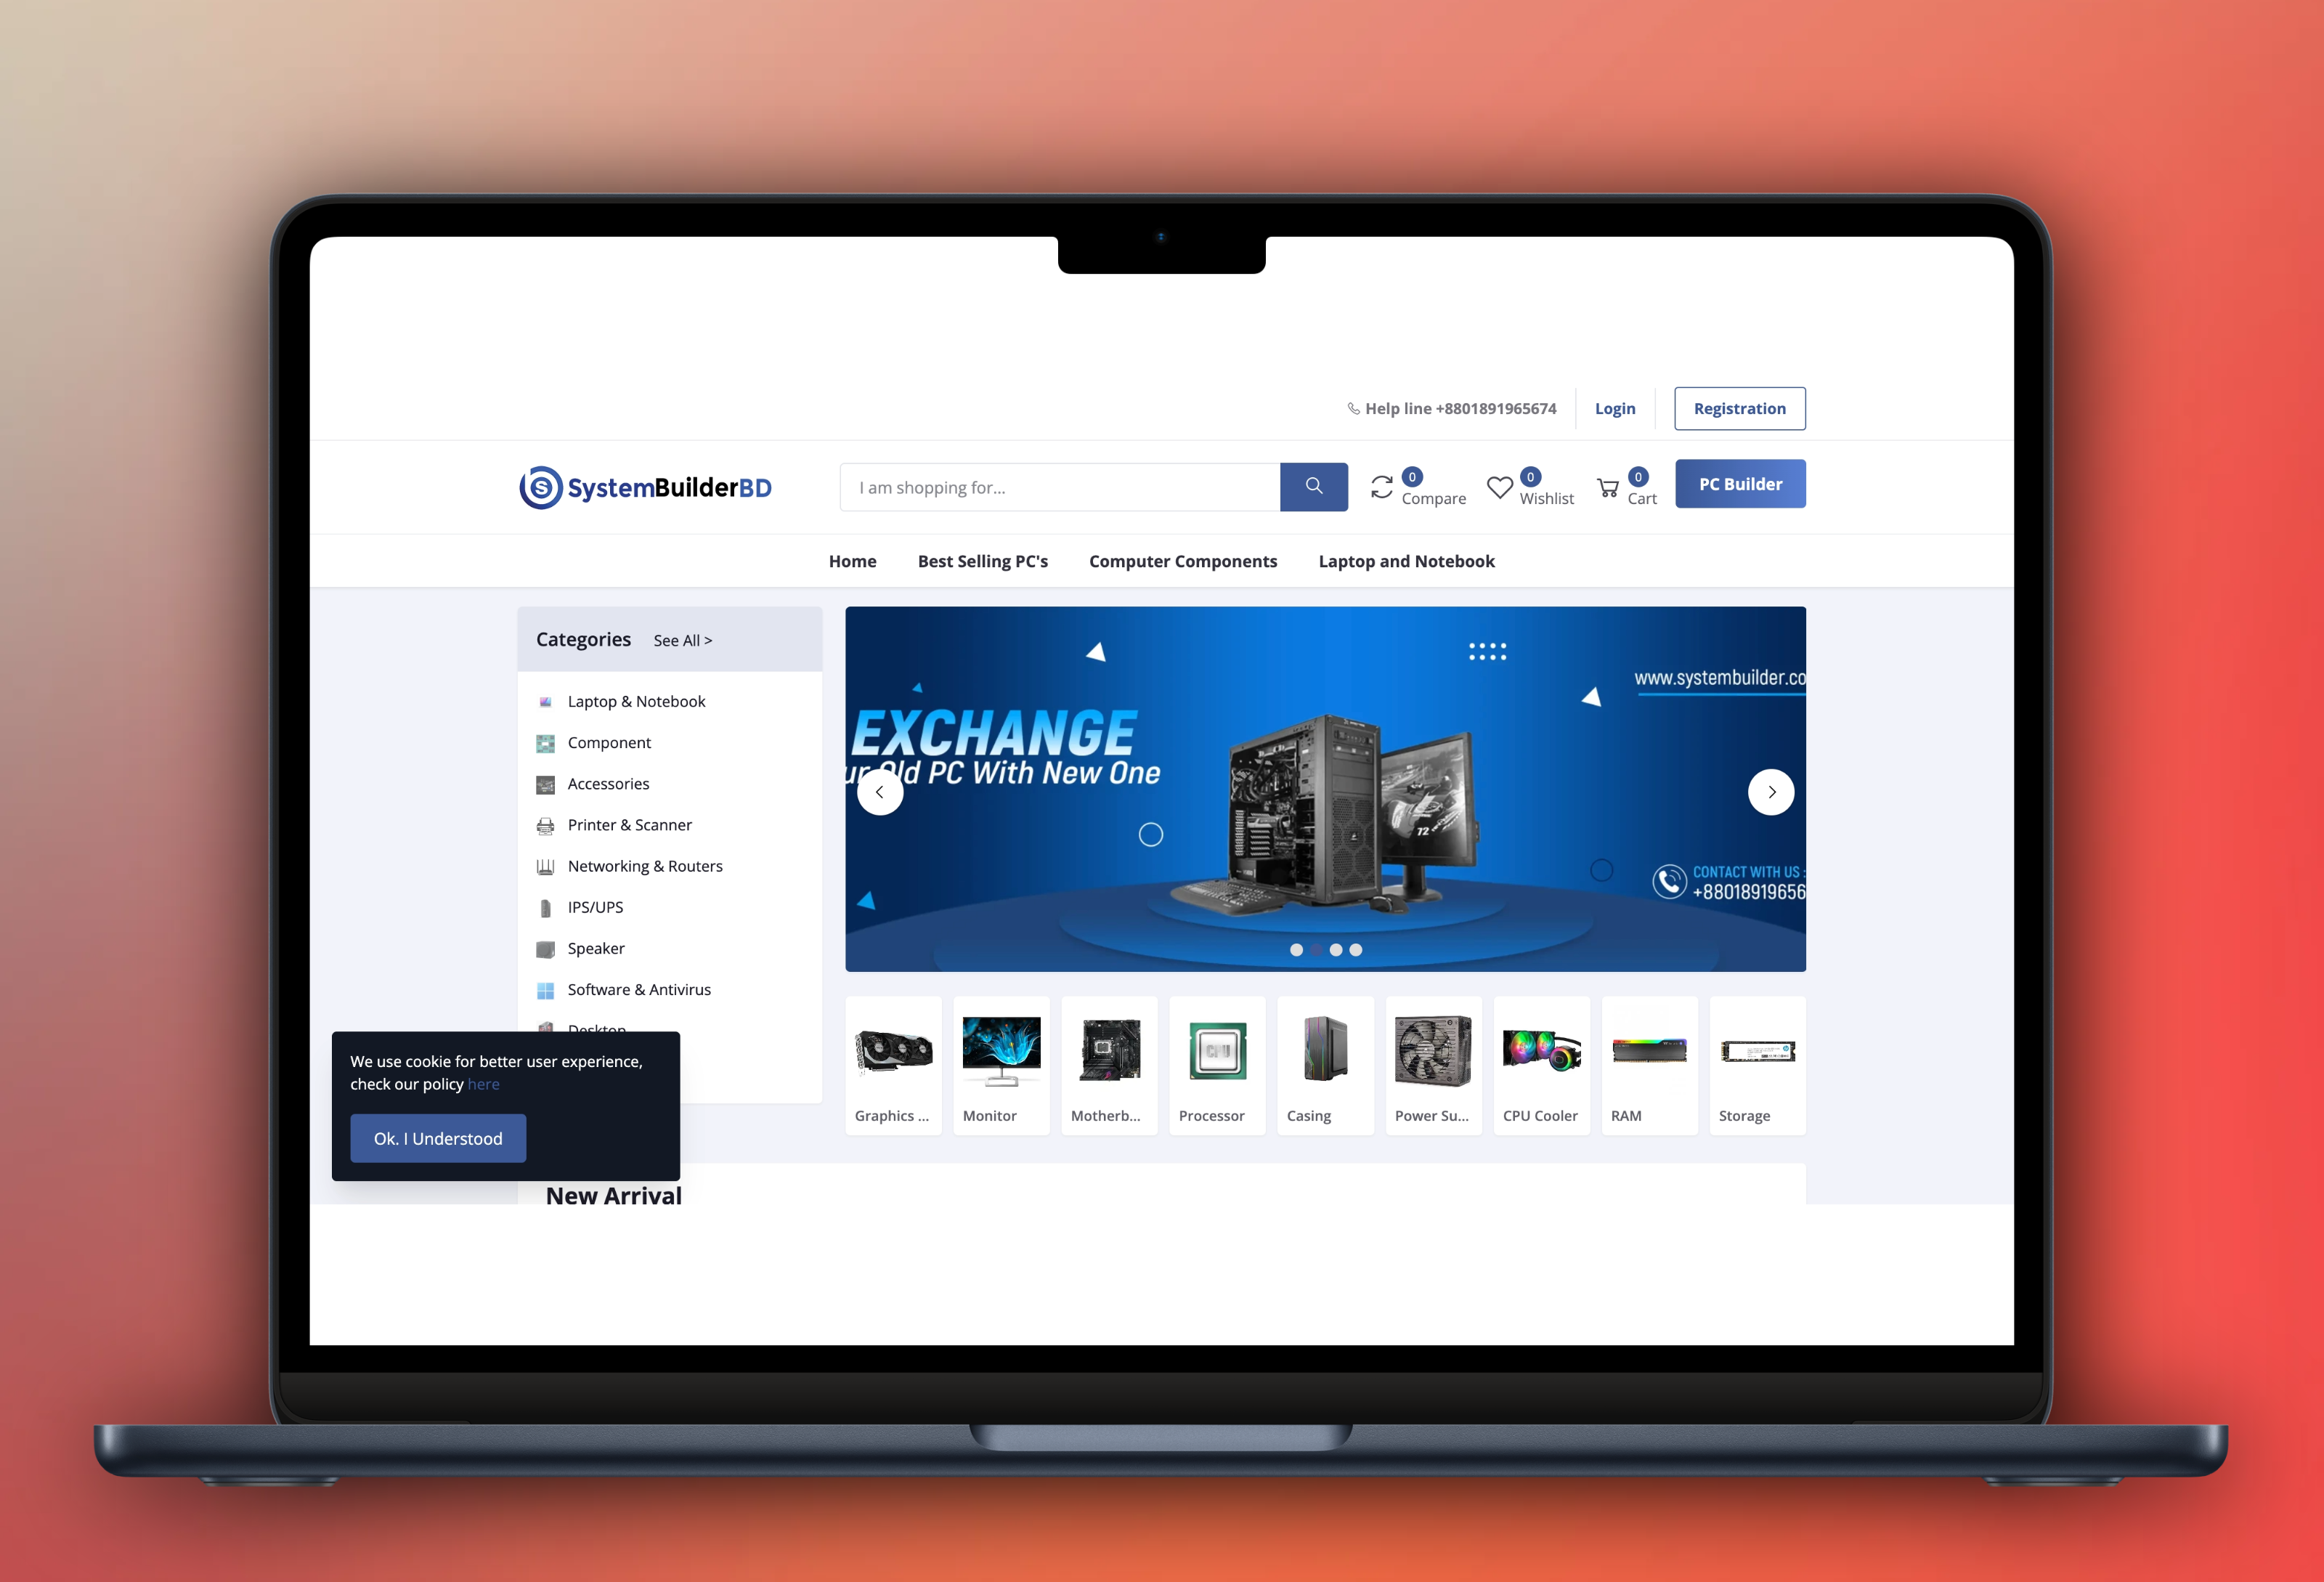 Help line +8801891965674
Login
Registration
SystemBuilderBD
I am shopping for...
0
Compare
0
Wishlist
0
Cart
PC Builder
Home
Best Selling PC's
Computer Components
Laptop and Notebook
Categories
See All >
Laptop & Notebook
Component
Accessories
Printer & Scanner
Networking & Routers
IPS/UPS
Speaker
Software & Antivirus
Desktop
www.systembuilder.co
EXCHANGE
ur Old PC With New One
72
CONTACT WITH US :
+88018919656
Graphics ...
Monitor
Motherb...
CPU
Processor
Casing
Power Su...
CPU Cooler
RAM
Storage
We use cookie for better user experience,
check our policy here
Ok. I Understood
New Arrival